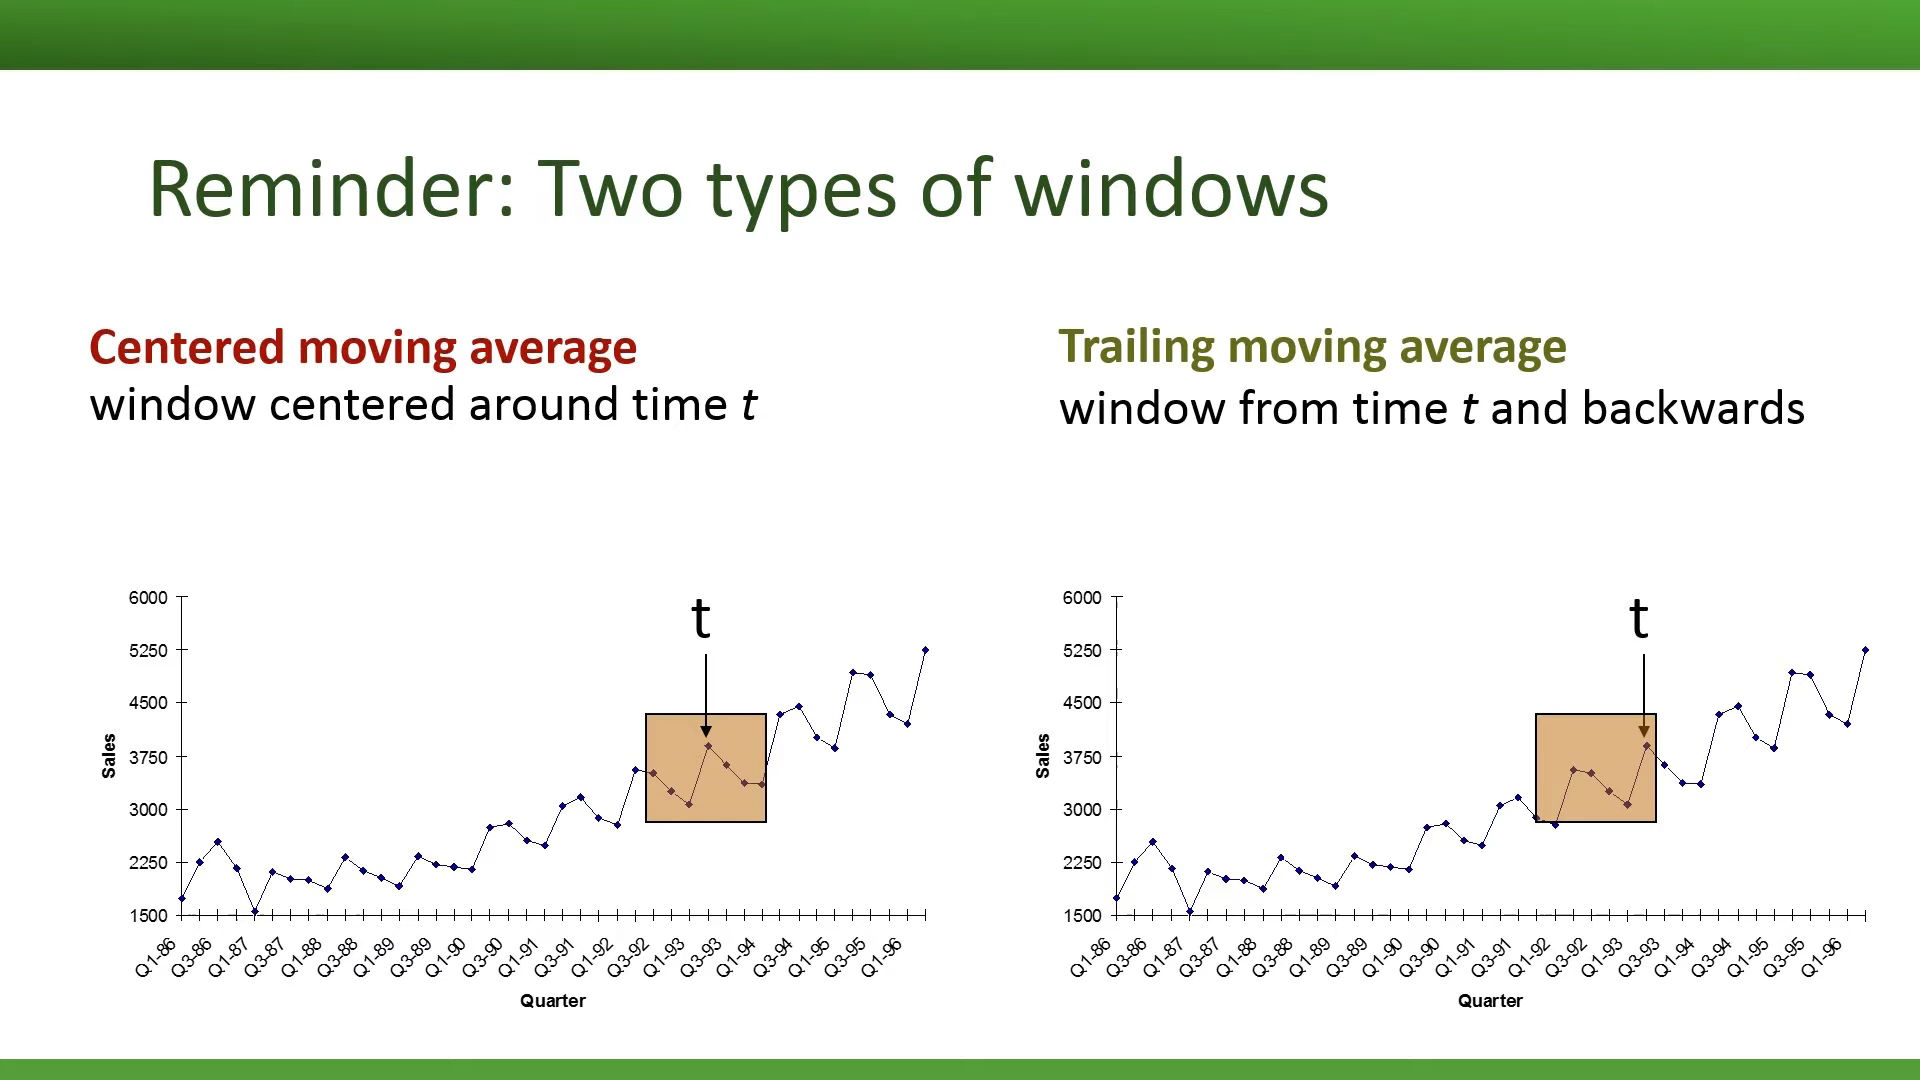 Reminder: Two types of windows
Centered moving average
window centered around time t
Trailing moving average
window from time t and backwards
t
6000
5250
4500
3750
3000
2250
1500
Sales
Q1-86
Q3-86
Q1-87
Q3-87
Q1-88
Q3-88
Q1-89
Q3-89
Q1-90
Q3-90
Q1-91
Q3-91
Q1-92
Q3-92
Q1-93
Q3-93
Q1-94
Q3-94
Q1-95
Q3-95
Q1-96
Quarter
t
6000
5250
4500
3750
3000
2250
1500
Sales
Q1-86
Q3-86
Q1-87
Q3-87
Q1-88
Q3-88
Q1-89
Q3-89
Q1-90
Q3-90
Q1-91
Q3-91
Q1-92
Q3-92
Q1-93
Q3-93
Q1-94
Q3-94
Q1-95
Q3-95
Q1-96
Quarter